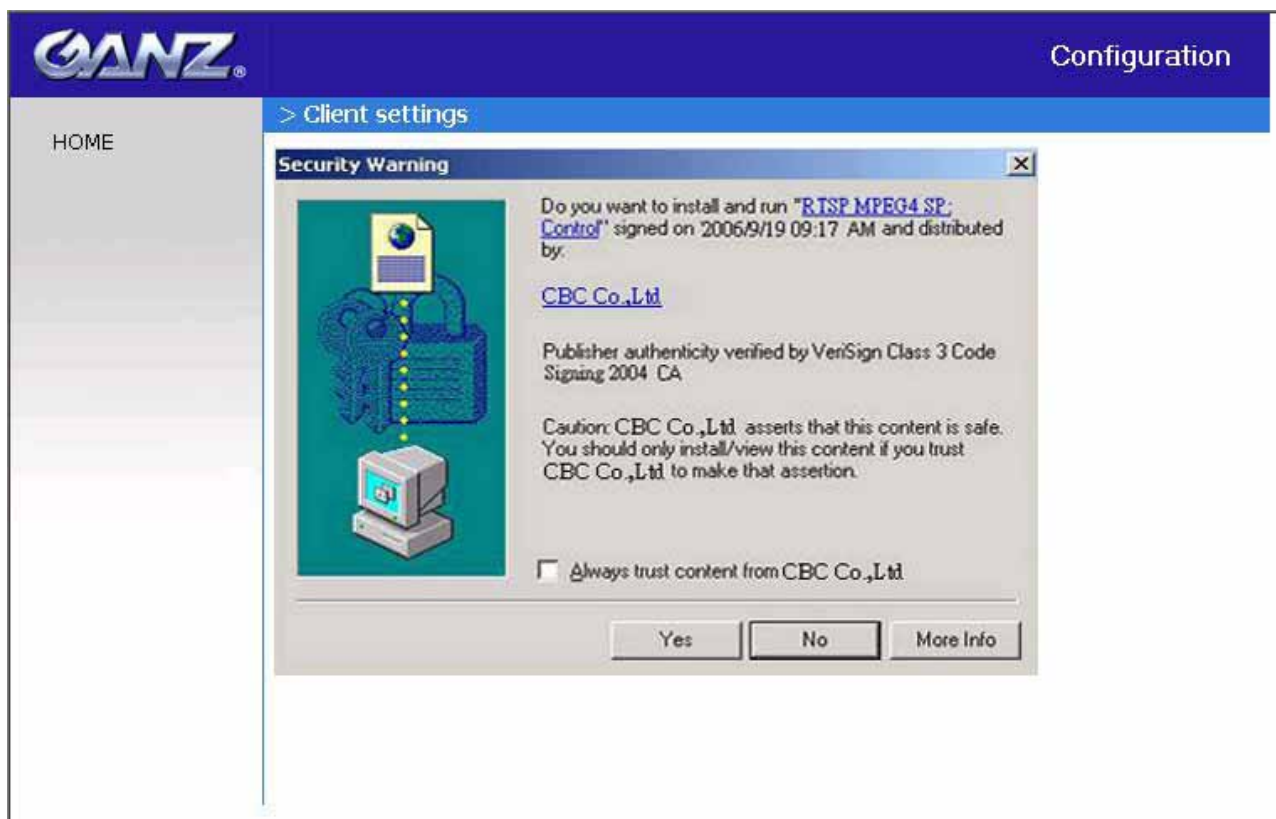 GANZ®
Configuration
> Client settings
HOME
Security Warning
Do you want to install and run "RTSP MPEG4 SP:
Control" signed on 2006/9/19 09:17 AM and distributed
by:
CBC Co.,Ltd
Publisher authenticity verified by VeriSign Class 3 Code
Signing 2004 CA
Caution: CBC Co.,Ltd asserts that this content is safe.
You should only install/view this content if you trust
CBC Co.,Ltd to make that assertion.
Always trust content from CBC Co.,Ltd
Yes
No
More Info